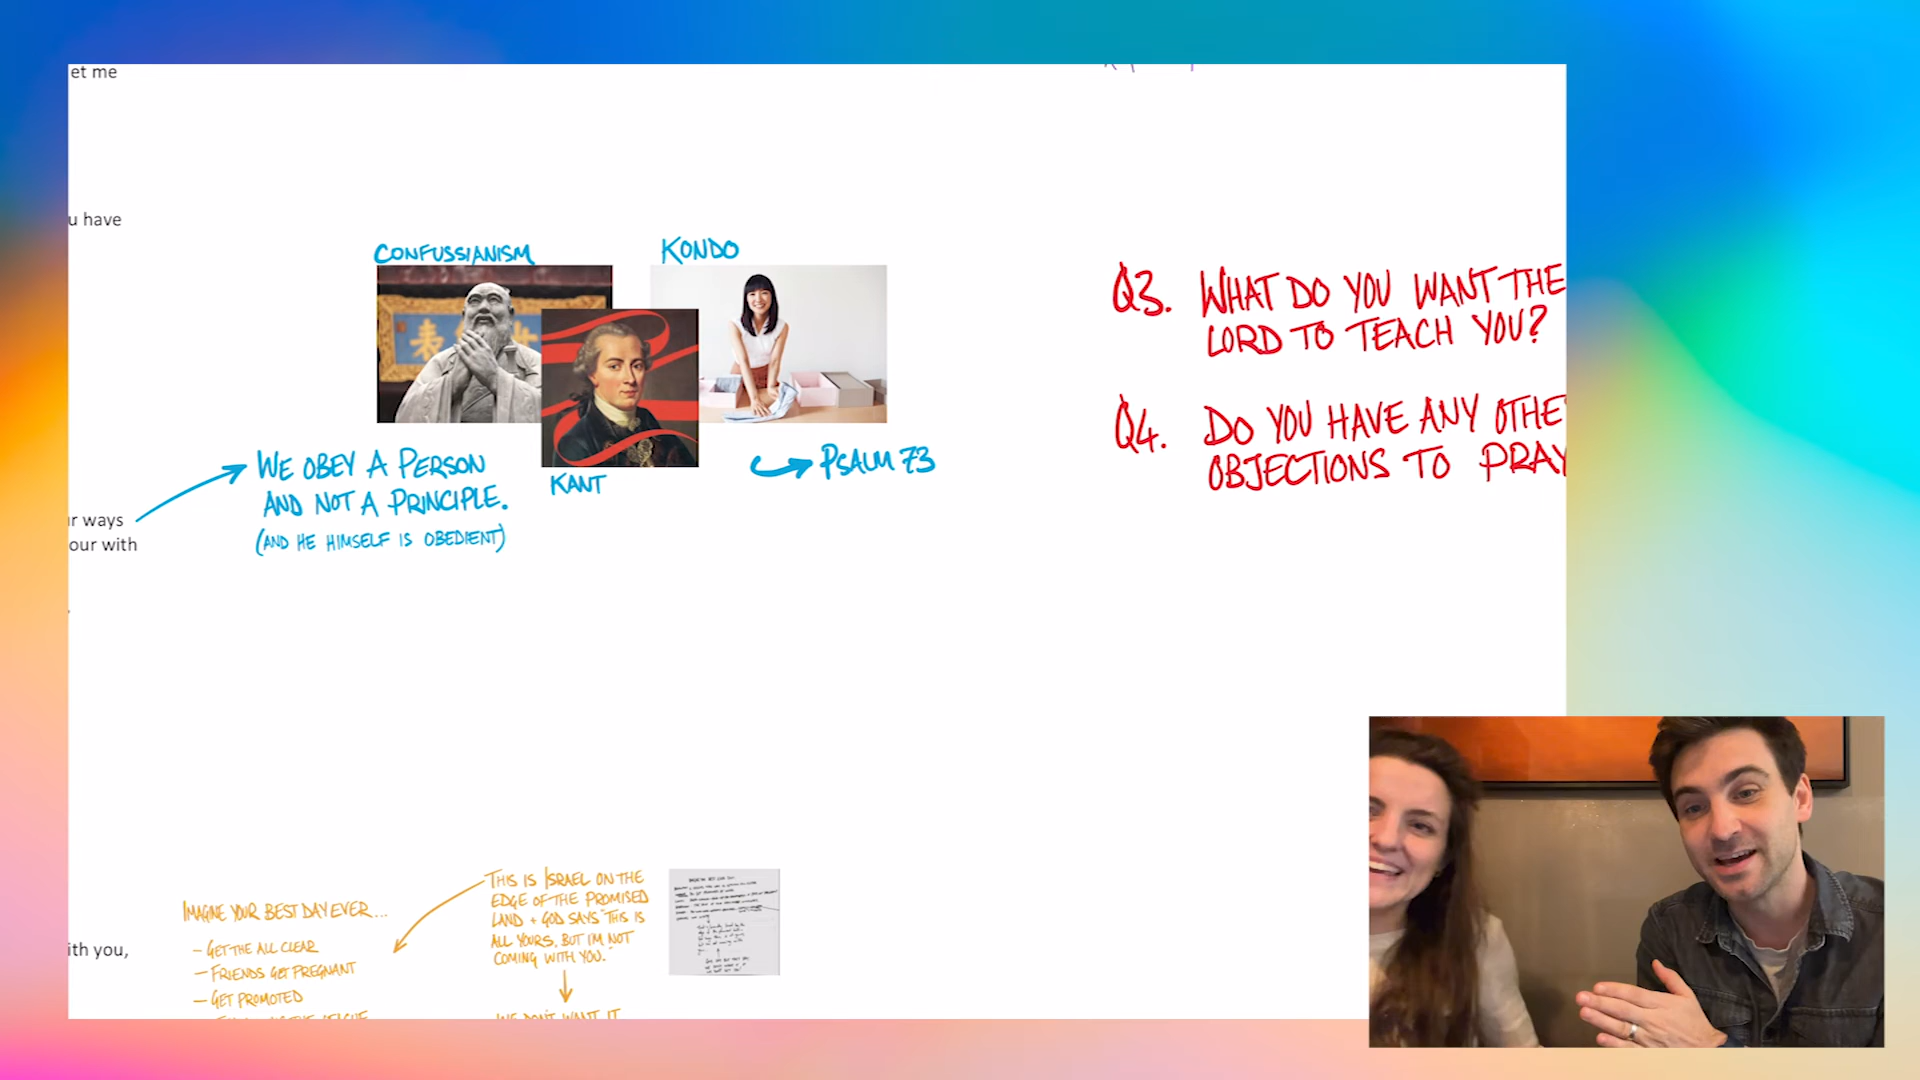 et me
u have
CONFUSSIANISM
KONDO
KANT
WE OBEY A PERSON
AND NOT A PRINCIPLE.
(AND HE HIMSELF IS OBEDIENT)
PSALM 73
r ways
our with
Q3. WHAT DO YOU WANT THE
LORD TO TEACH YOU?
Q4. DO YOU HAVE ANY OTHE
OBJECTIONS TO PRAY
ith you,
IMAGINE YOUR BEST DAY EVER...
- GET THE ALL CLEAR
- FRIENDS GET PREGNANT
- GET PROMOTED
THIS IS ISRAEL ON THE
EDGE OF THE PROMISED
LAND + GOD SAYS "THIS IS
ALL YOURS, BUT I'M NOT
COMING WITH YOU."
WE DON'T WANT IT